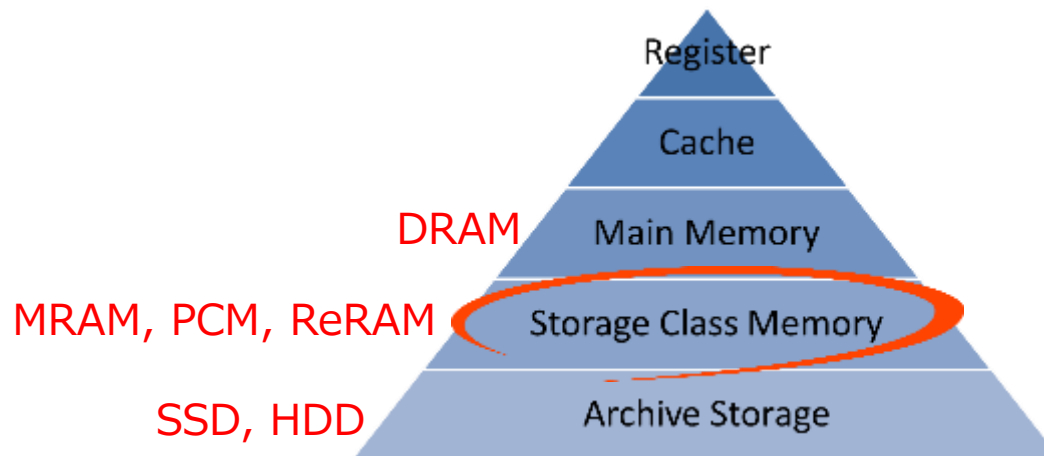 Register
Cache
DRAM Main Memory
MRAM, PCM, ReRAM Storage Class Memory
SSD, HDD Archive Storage